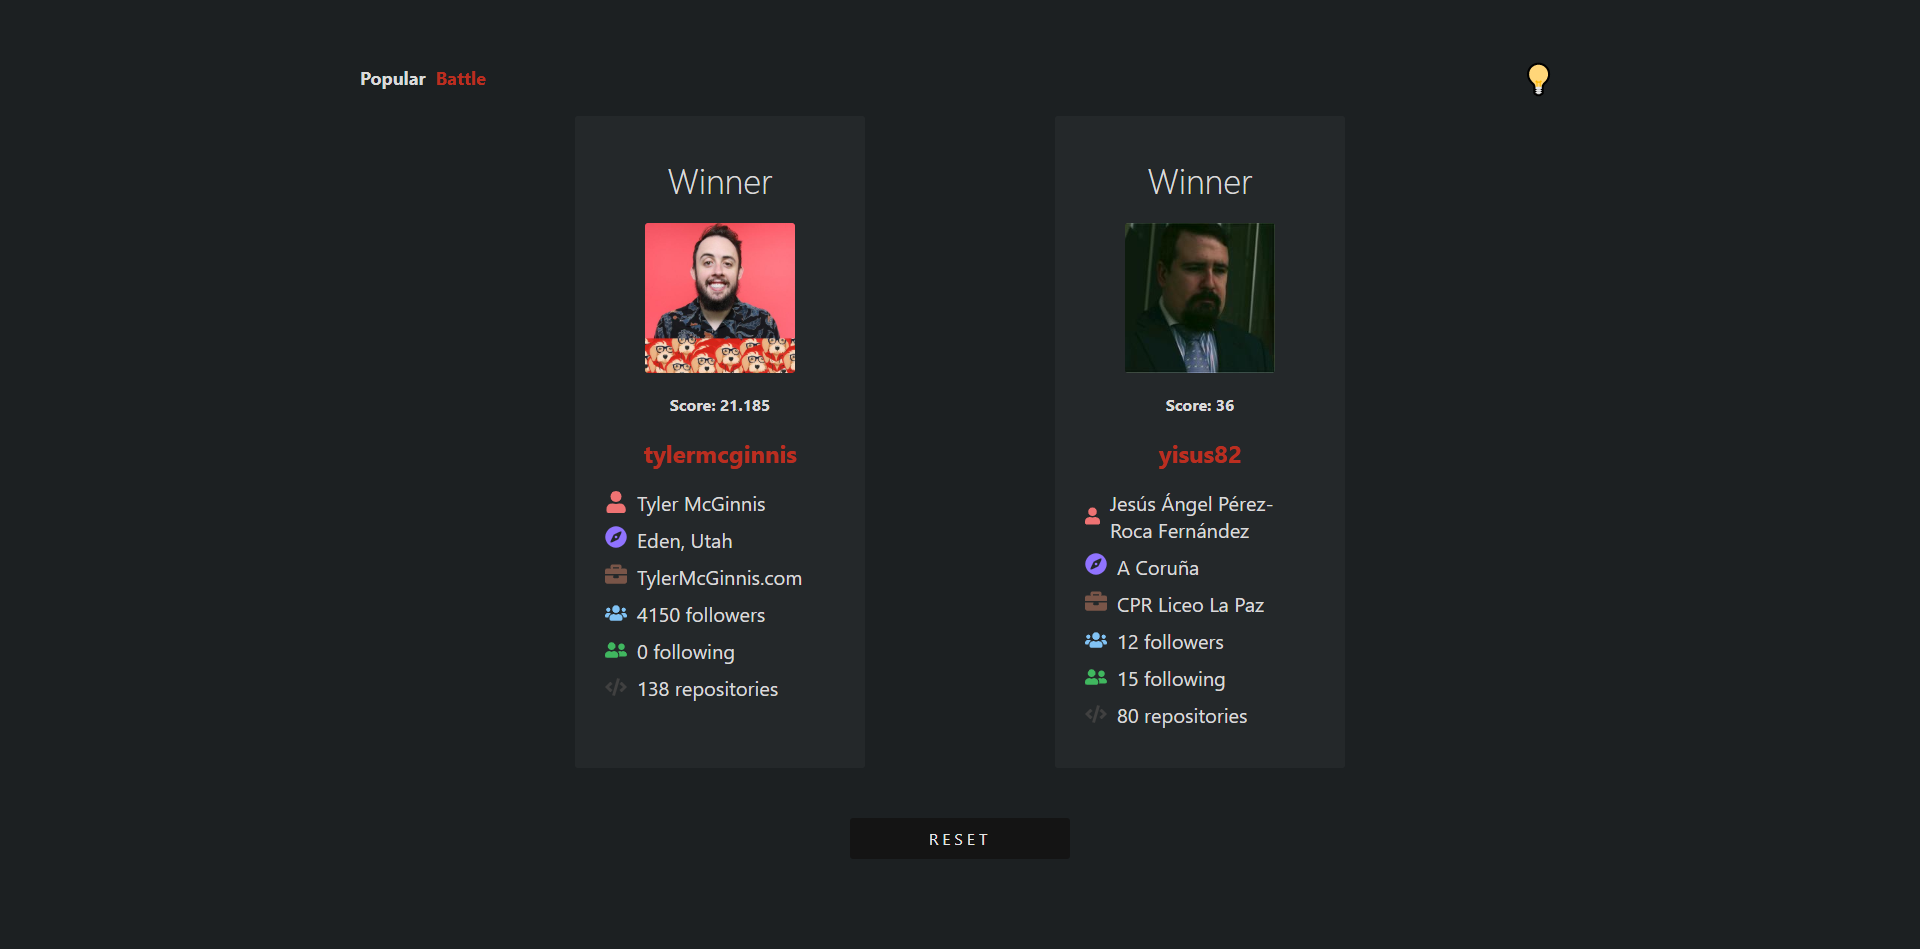 Popular Battle
Winner
Score: 21.185
tylermcginnis
Tyler McGinnis
Eden, Utah
TylerMcGinnis.com
4150 followers
0 following
138 repositories
Winner
Score: 36
yisus82
Jesús Ángel Pérez-
Roca Fernández
A Coruña
CPR Liceo La Paz
12 followers
15 following
80 repositories
RESET